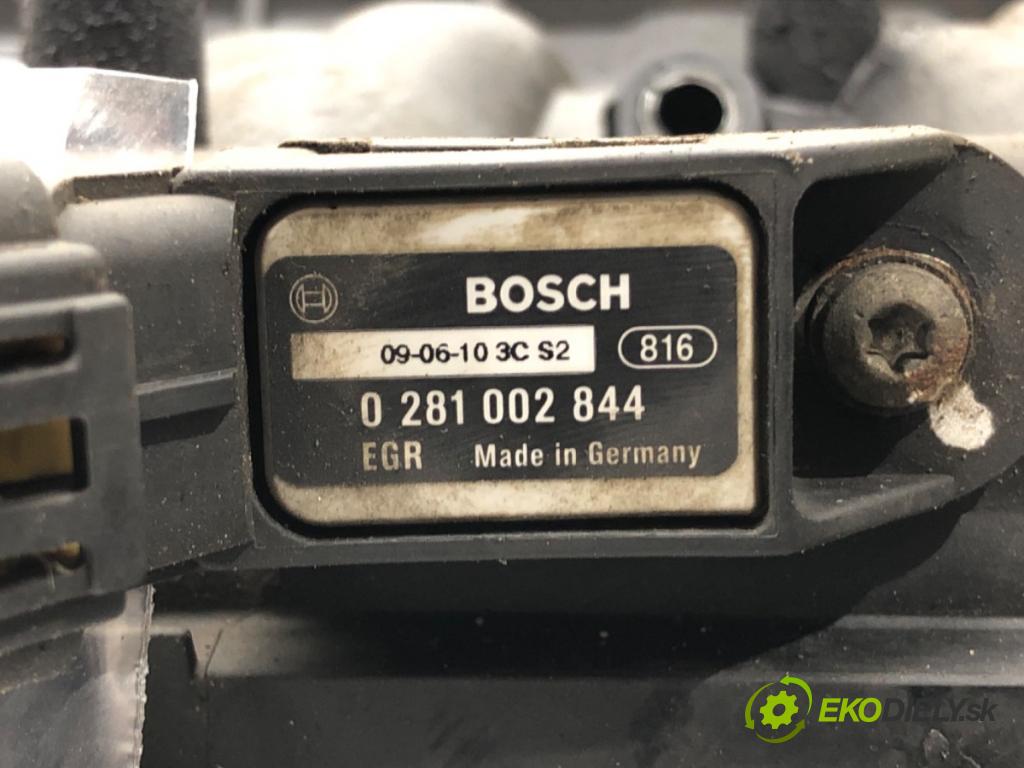 BOSCH
09-06-10 3C S2 816
0 281 002 844
EGR Made in Germany
EKODIELY.sk